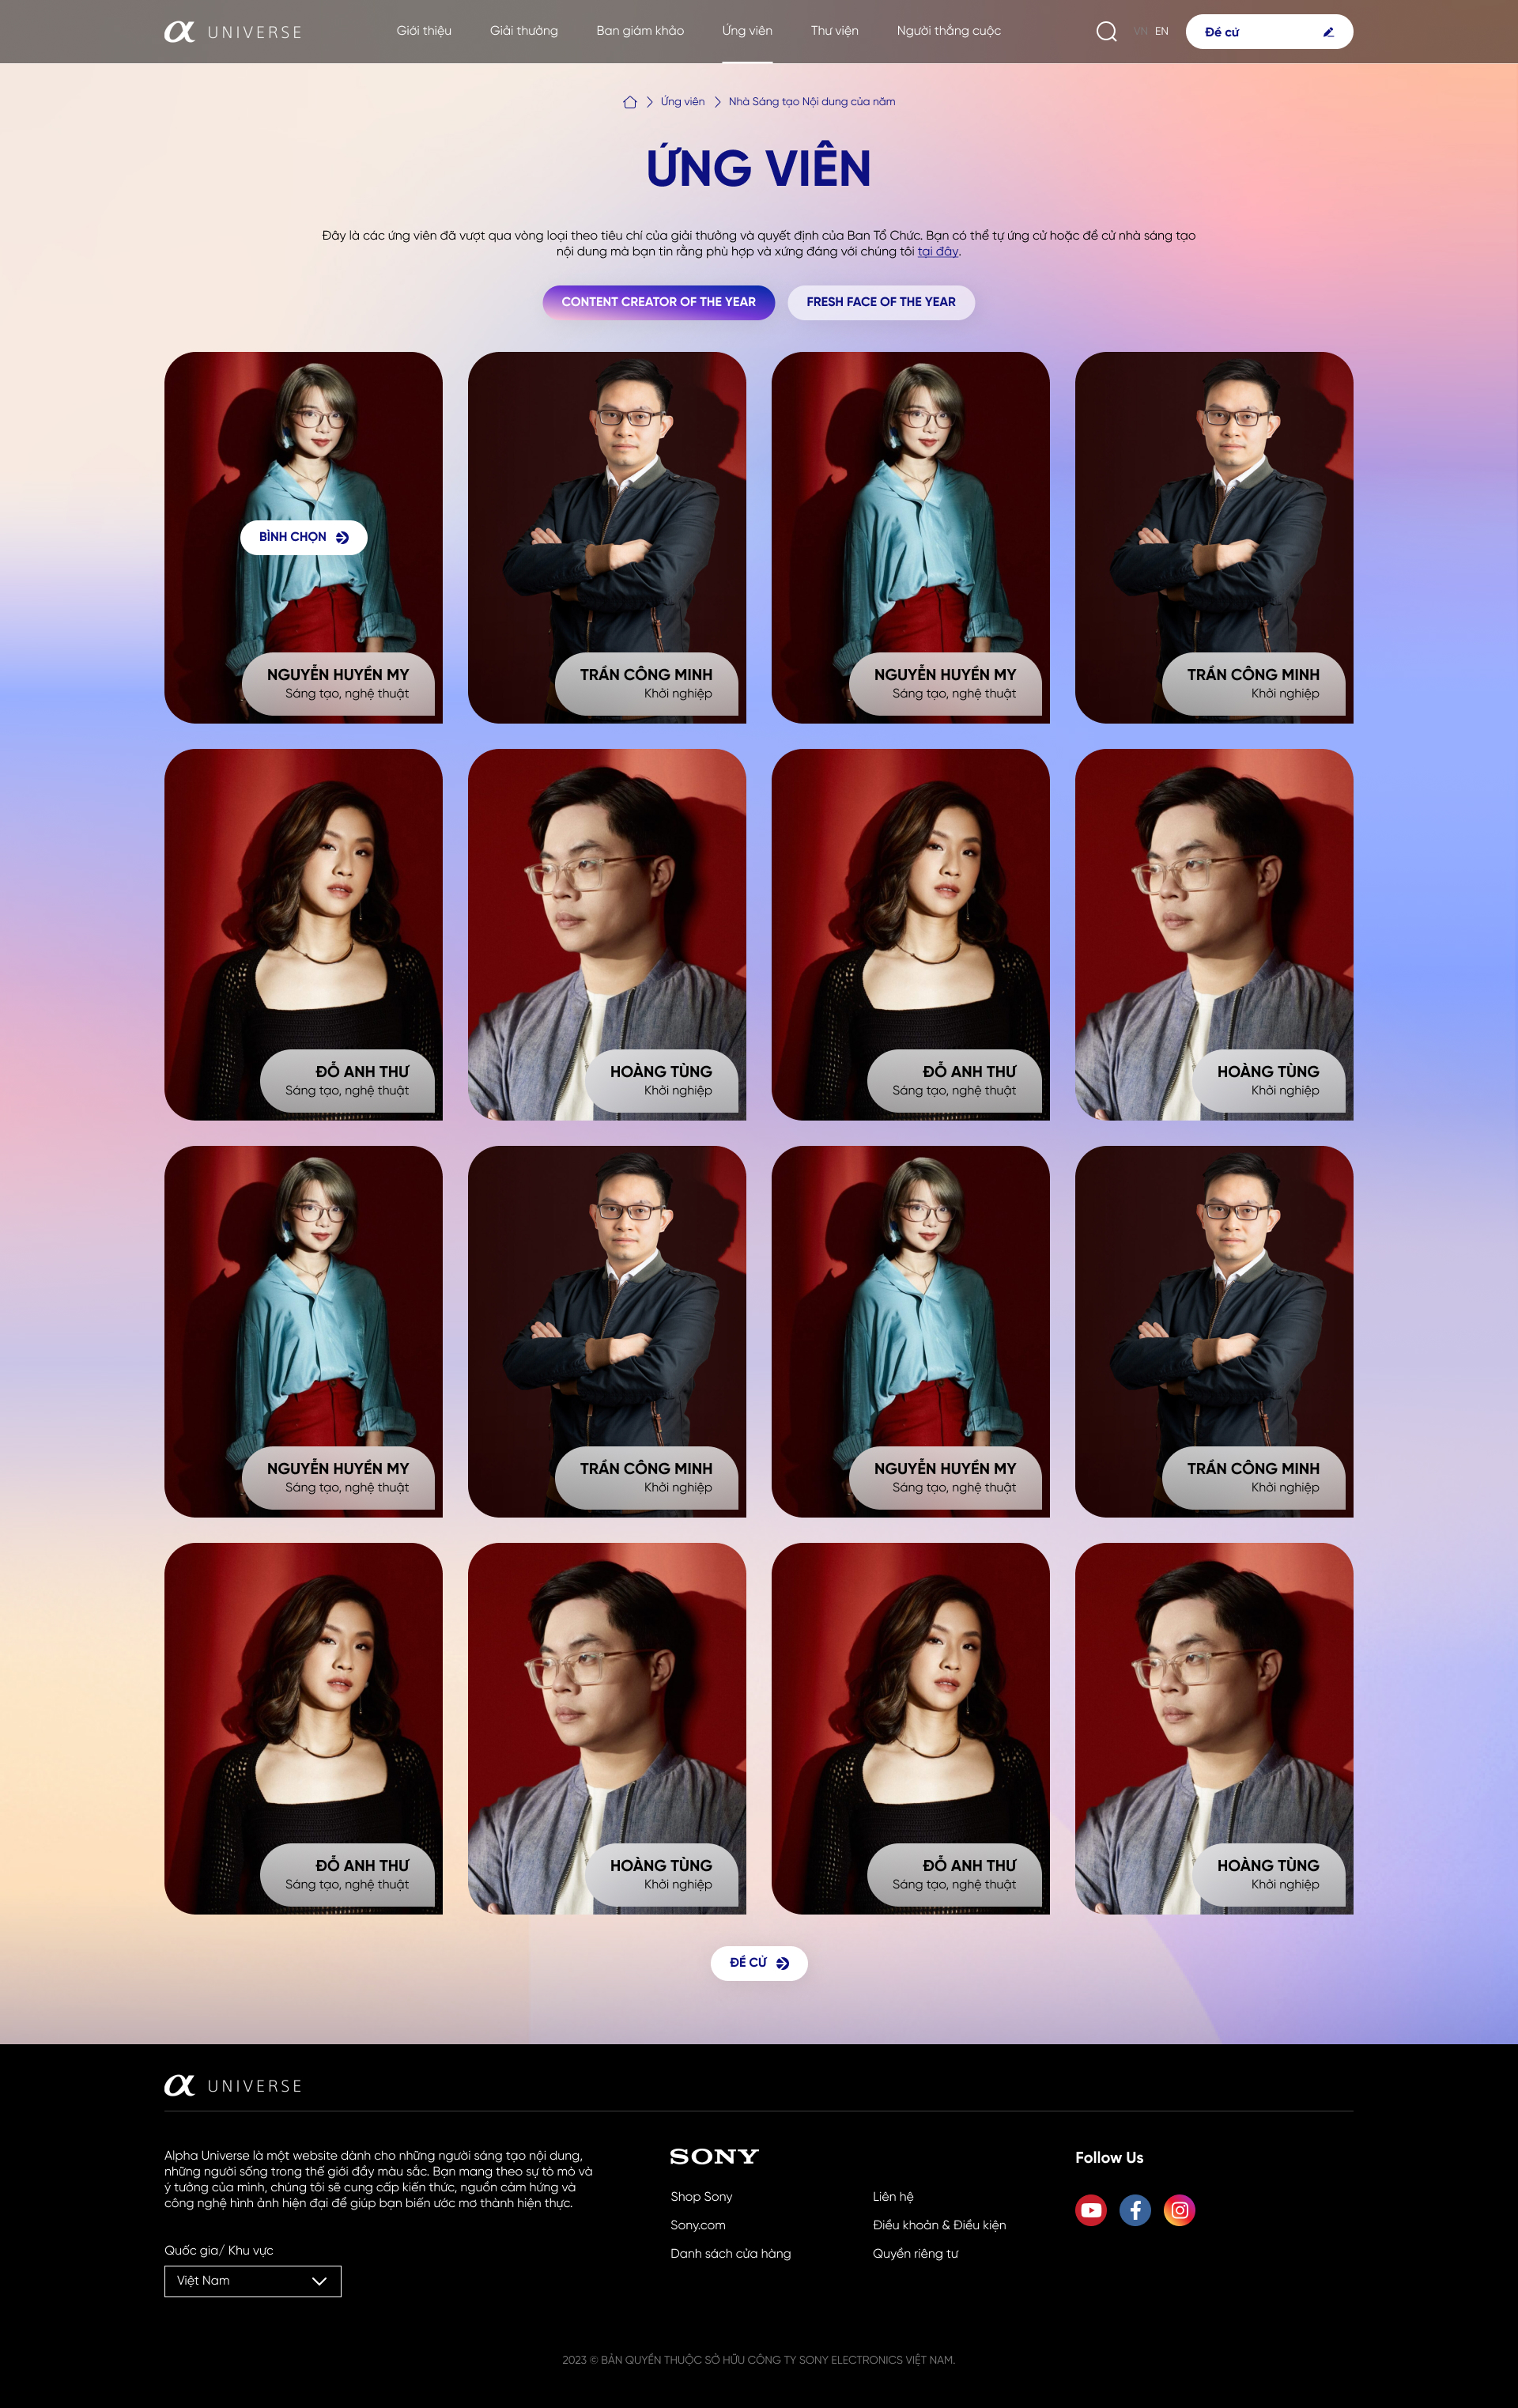 α UNIVERSE
Giới thiệu
Giải thưởng
Ban giám khảo
Ứng viên
Thư viện
Người thắng cuộc
VN EN
Đề cử
Ứng viên
Nhà Sáng tạo Nội dung của năm
ỨNG VIÊN
Đây là các ứng viên đã vượt qua vòng loại theo tiêu chí của giải thưởng và quyết định của Ban Tổ Chức. Bạn có thể tự ứng cử hoặc đề cử nhà sáng tạo
nội dung mà bạn tin rằng phù hợp và xứng đáng với chúng tôi tại đây.
CONTENT CREATOR OF THE YEAR
FRESH FACE OF THE YEAR
BÌNH CHỌN
NGUYỄN HUYỀN MY
Sáng tạo, nghệ thuật
TRẦN CÔNG MINH
Khởi nghiệp
NGUYỄN HUYỀN MY
Sáng tạo, nghệ thuật
TRẦN CÔNG MINH
Khởi nghiệp
ĐỖ ANH THƯ
Sáng tạo, nghệ thuật
HOÀNG TÙNG
Khởi nghiệp
ĐỖ ANH THƯ
Sáng tạo, nghệ thuật
HOÀNG TÙNG
Khởi nghiệp
NGUYỄN HUYỀN MY
Sáng tạo, nghệ thuật
TRẦN CÔNG MINH
Khởi nghiệp
NGUYỄN HUYỀN MY
Sáng tạo, nghệ thuật
TRẦN CÔNG MINH
Khởi nghiệp
ĐỖ ANH THƯ
Sáng tạo, nghệ thuật
HOÀNG TÙNG
Khởi nghiệp
ĐỖ ANH THƯ
Sáng tạo, nghệ thuật
HOÀNG TÙNG
Khởi nghiệp
ĐỀ CỬ
α UNIVERSE
Alpha Universe là một website dành cho những người sáng tạo nội dung,
những người sống trong thế giới đầy màu sắc. Bạn mang theo sự tò mò và
ý tưởng của mình, chúng tôi sẽ cung cấp kiến thức, nguồn cảm hứng và
công nghệ hình ảnh hiện đại để giúp bạn biến ước mơ thành hiện thực.
Quốc gia/ Khu vực
Việt Nam
SONY
Shop Sony
Sony.com
Danh sách cửa hàng
Liên hệ
Điều khoản & Điều kiện
Quyền riêng tư
Follow Us
2023 © BẢN QUYỀN THUỘC SỞ HỮU CÔNG TY SONY ELECTRONICS VIỆT NAM.